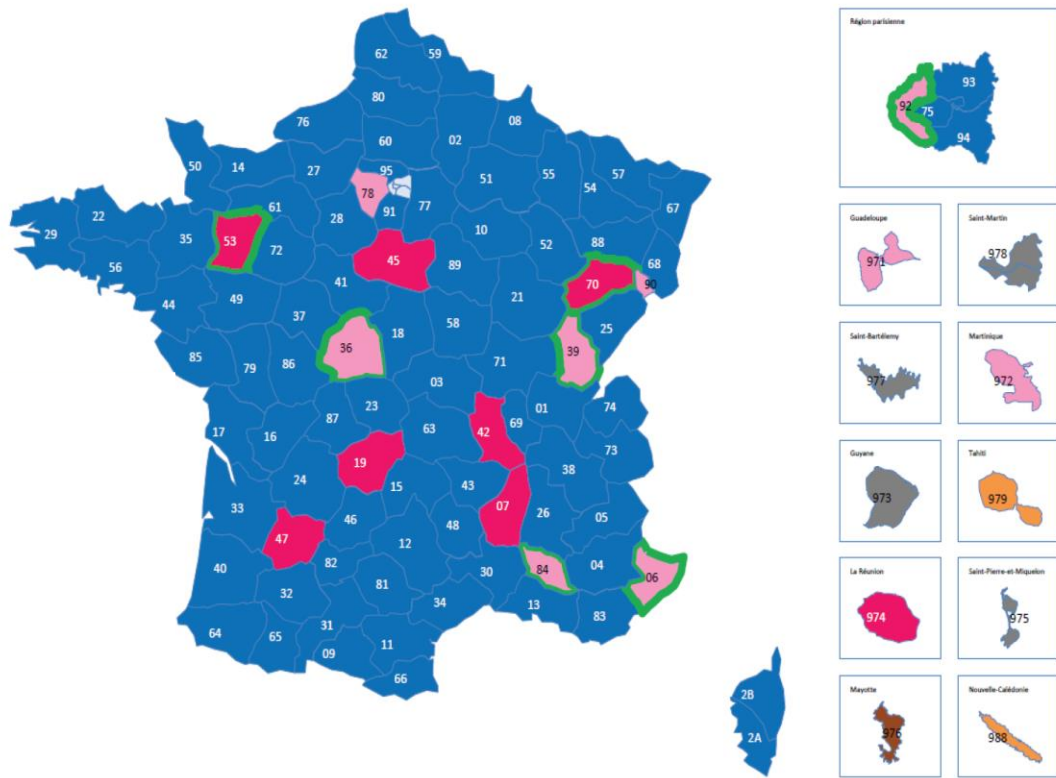 62 59
80
76 08
60 02
50 14 27 95 51 55 57
54
78 67
22 61 77
29 35 53 28 91 88
72 10 52
56 45 68
41 89 70 90
44 49 21
37 18 58 25
36 39
85 79 86 71
03
23 01 74
87 42 69
17 16 63
73
19 38
24 15 43
33 07 26
46 48 05
47 12
40 82 30 84 04 06
32 81
34 13 83
31
64 65 11
09
66
2B
2A
Région parisienne
93
92 75
94
Guadeloupe
971
Saint-Martin
978
Saint-Bartélemy
977
Martinique
972
Guyane
973
Tahiti
979
La Réunion
974
Saint-Pierre-et-Miquelon
975
Mayotte
976
Nouvelle-Calédonie
988